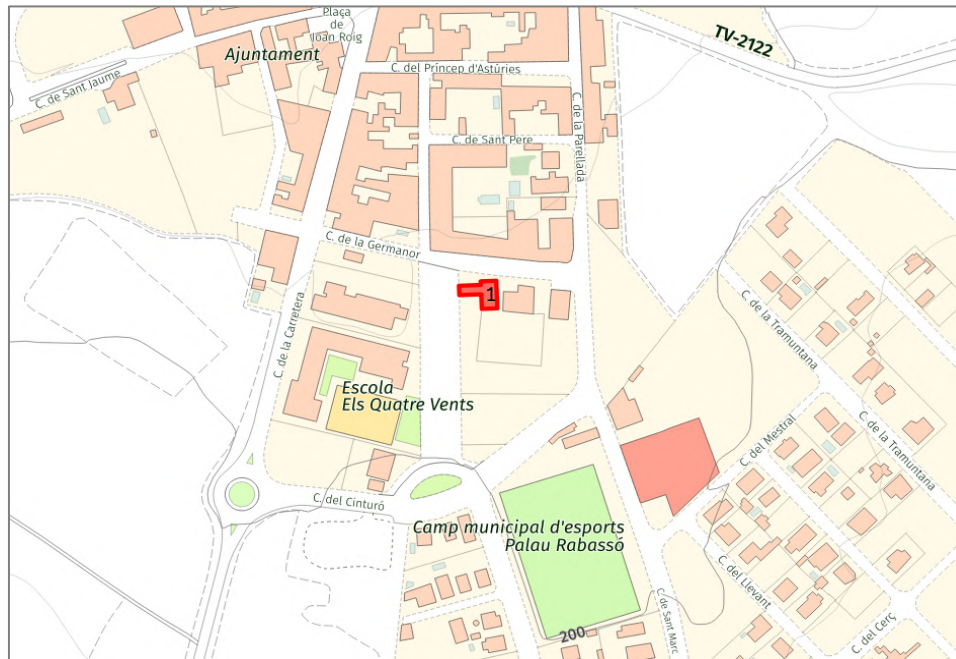 Plaça
de
Joan Roig
Ajuntament
TV-2122
C. del Príncep d'Astúries
C. de Sant Jaume
C. de Sant Pere
C. de la Parellada
C. de la Germanor
1
C. de la Carretera
C. de la Tramuntana
Escola
Els Quatre Vents
C. del Mestral
C. de la Tramuntana
C. del Cinturó
Camp municipal d'esports
Palau Rabassó
C. del Llevant
C. de Sant Marc
200
C. del Cerç